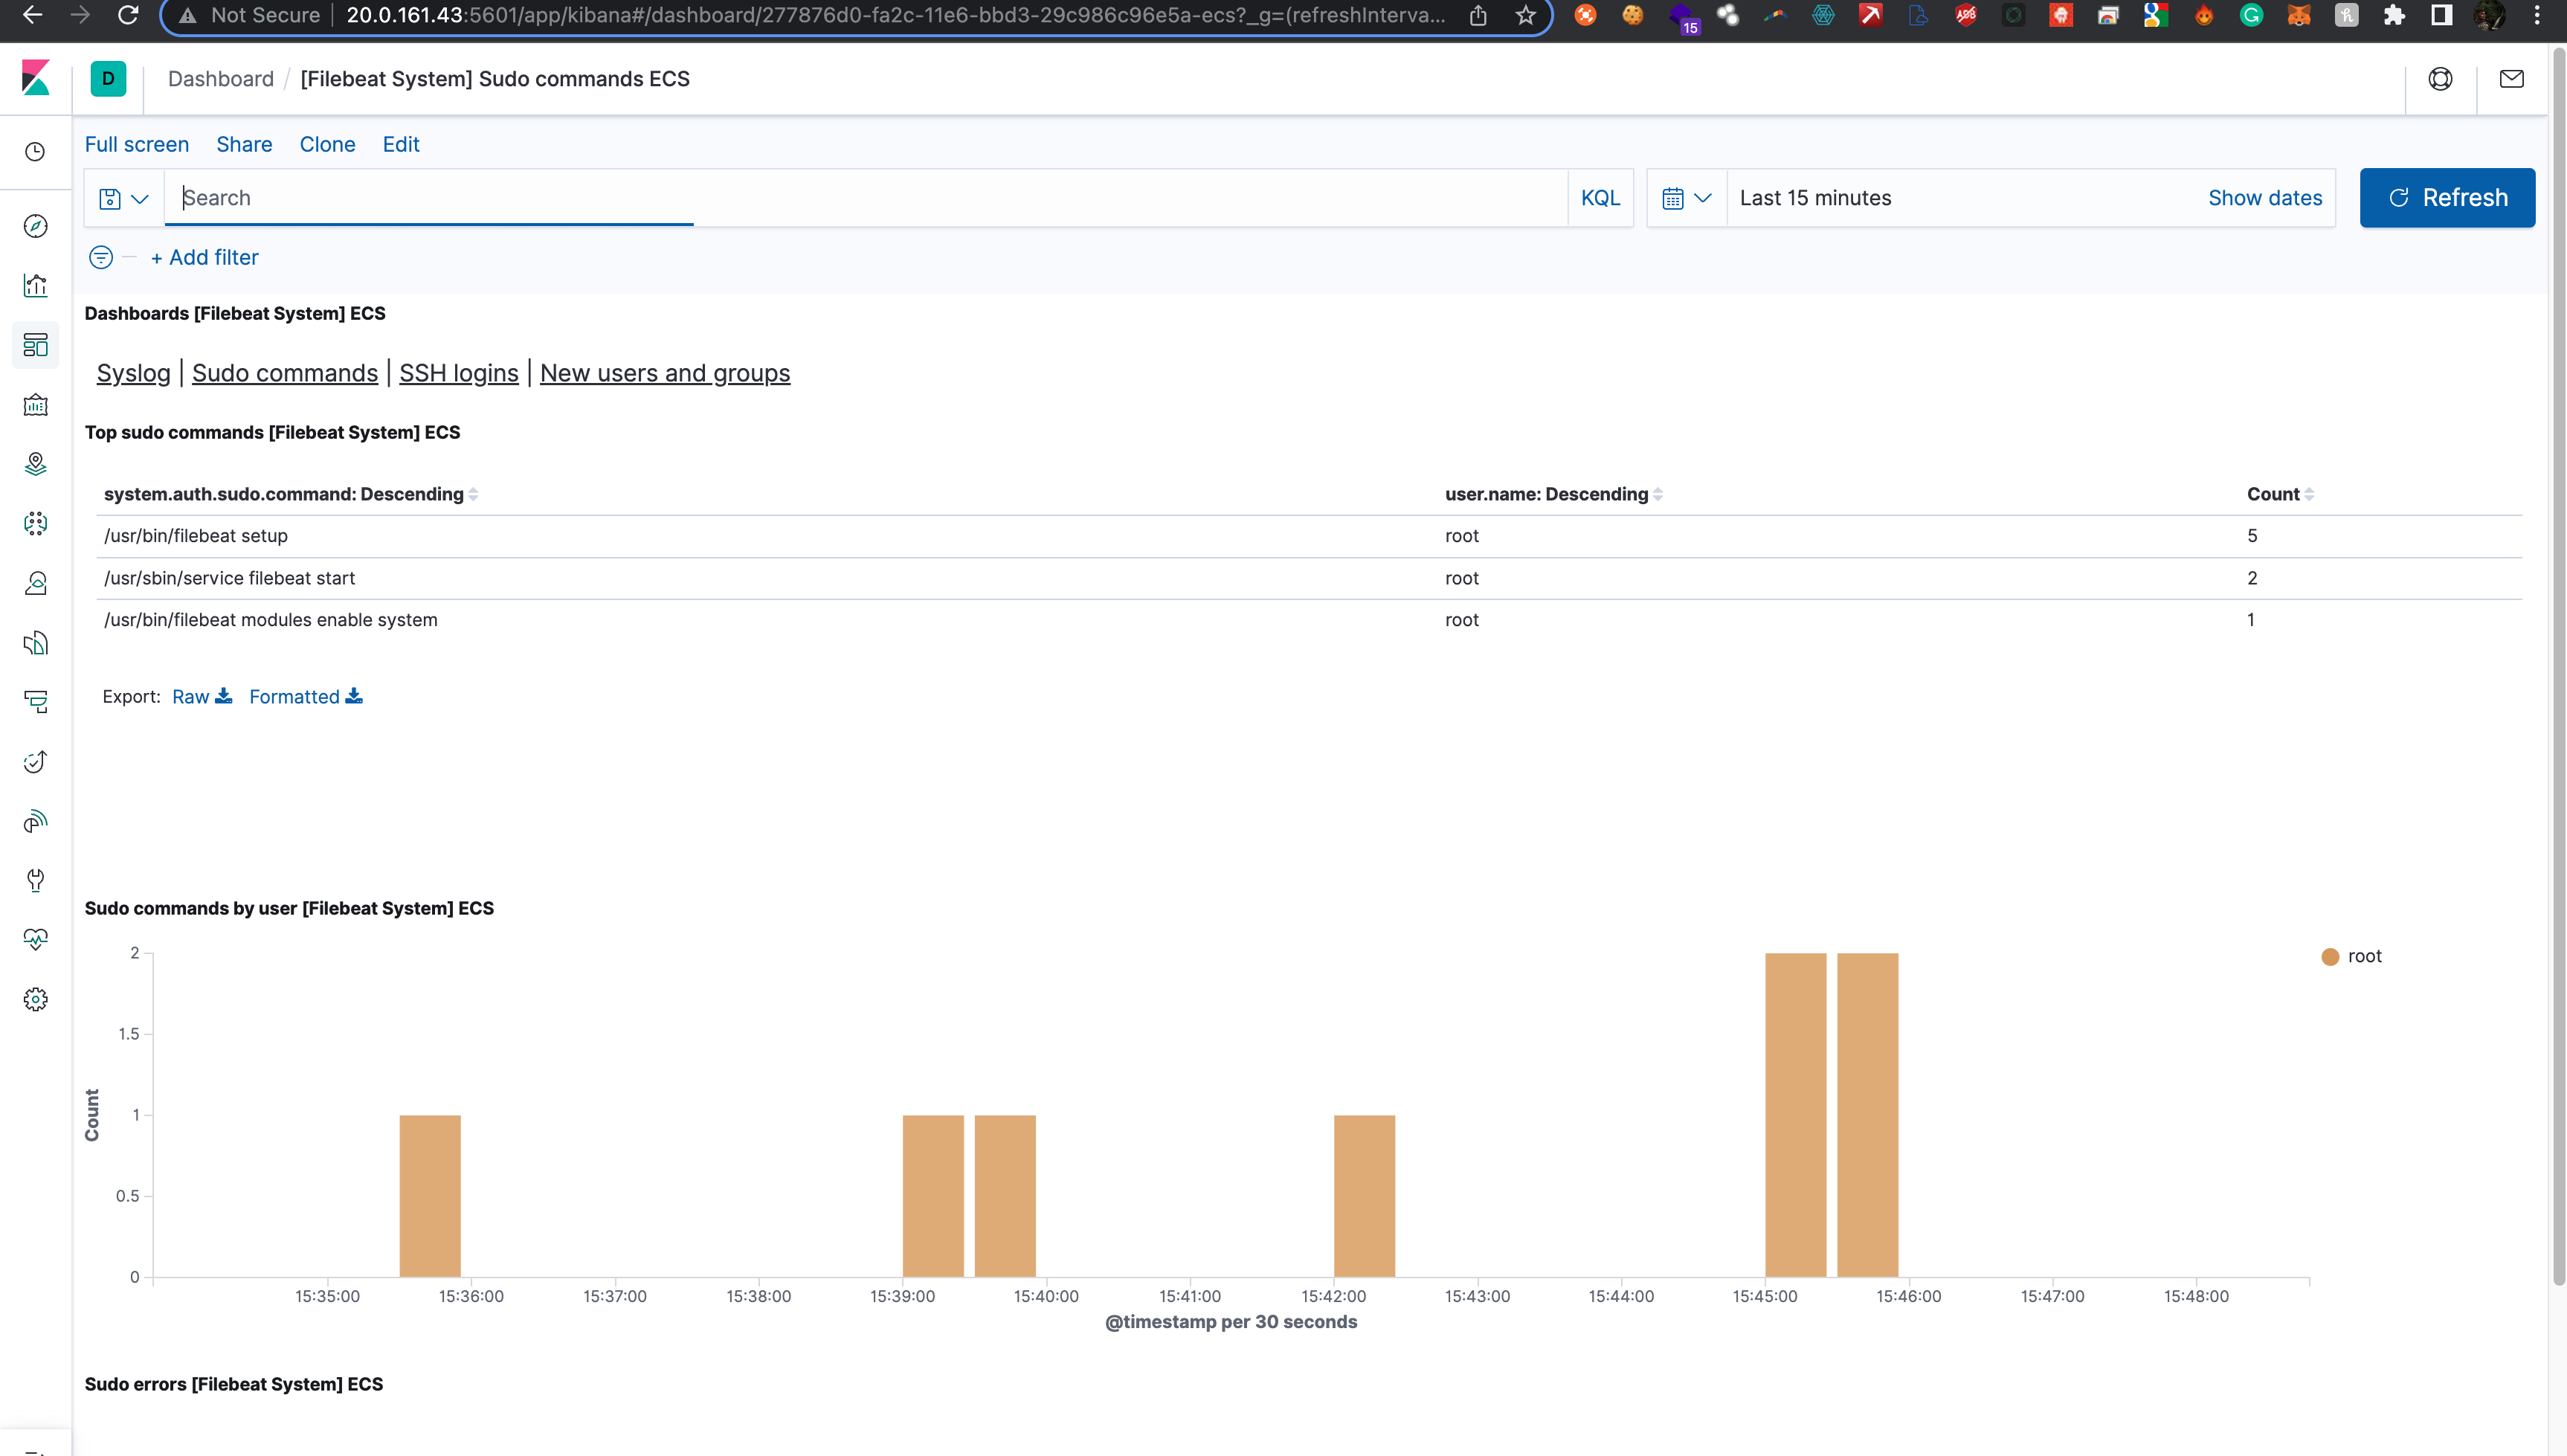 Not Secure | 20.0.161.43:5601/app/kibana#/dashboard/277876d0-fa2c-11e6-bbd3-29c986c96e5a-ecs?_g=(refreshInterva...
15
ABP
G
h
D
Dashboard / [Filebeat System] Sudo commands ECS
Full screen Share Clone Edit
Search KQL Last 15 minutes Show dates Refresh
+ Add filter
Dashboards [Filebeat System] ECS
Syslog | Sudo commands | SSH logins | New users and groups
Top sudo commands [Filebeat System] ECS
system.auth.sudo.command: Descending user.name: Descending Count
/usr/bin/filebeat setup root 5
/usr/sbin/service filebeat start root 2
/usr/bin/filebeat modules enable system root 1
Export: Raw Formatted
Sudo commands by user [Filebeat System] ECS
2
1.5
1
0.5
0
Count
root
15:35:00 15:36:00 15:37:00 15:38:00 15:39:00 15:40:00 15:41:00 15:42:00 15:43:00 15:44:00 15:45:00 15:46:00 15:47:00 15:48:00
@timestamp per 30 seconds
Sudo errors [Filebeat System] ECS